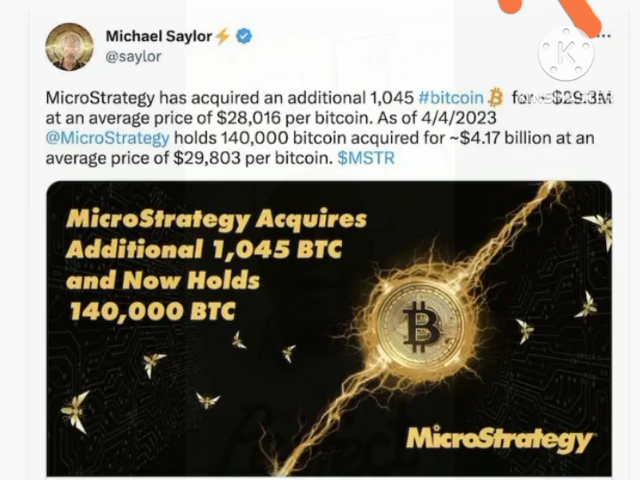 Michael Saylor⚡
@saylor
MicroStrategy has acquired an additional 1,045 #bitcoin ₿ for ~$29.3M
at an average price of $28,016 per bitcoin. As of 4/4/2023
@MicroStrategy holds 140,000 bitcoin acquired for ~$4.17 billion at an
average price of $29,803 per bitcoin. $MSTR
MicroStrategy Acquires
Additional 1,045 BTC
and Now Holds
140,000 BTC
MicroStrategy